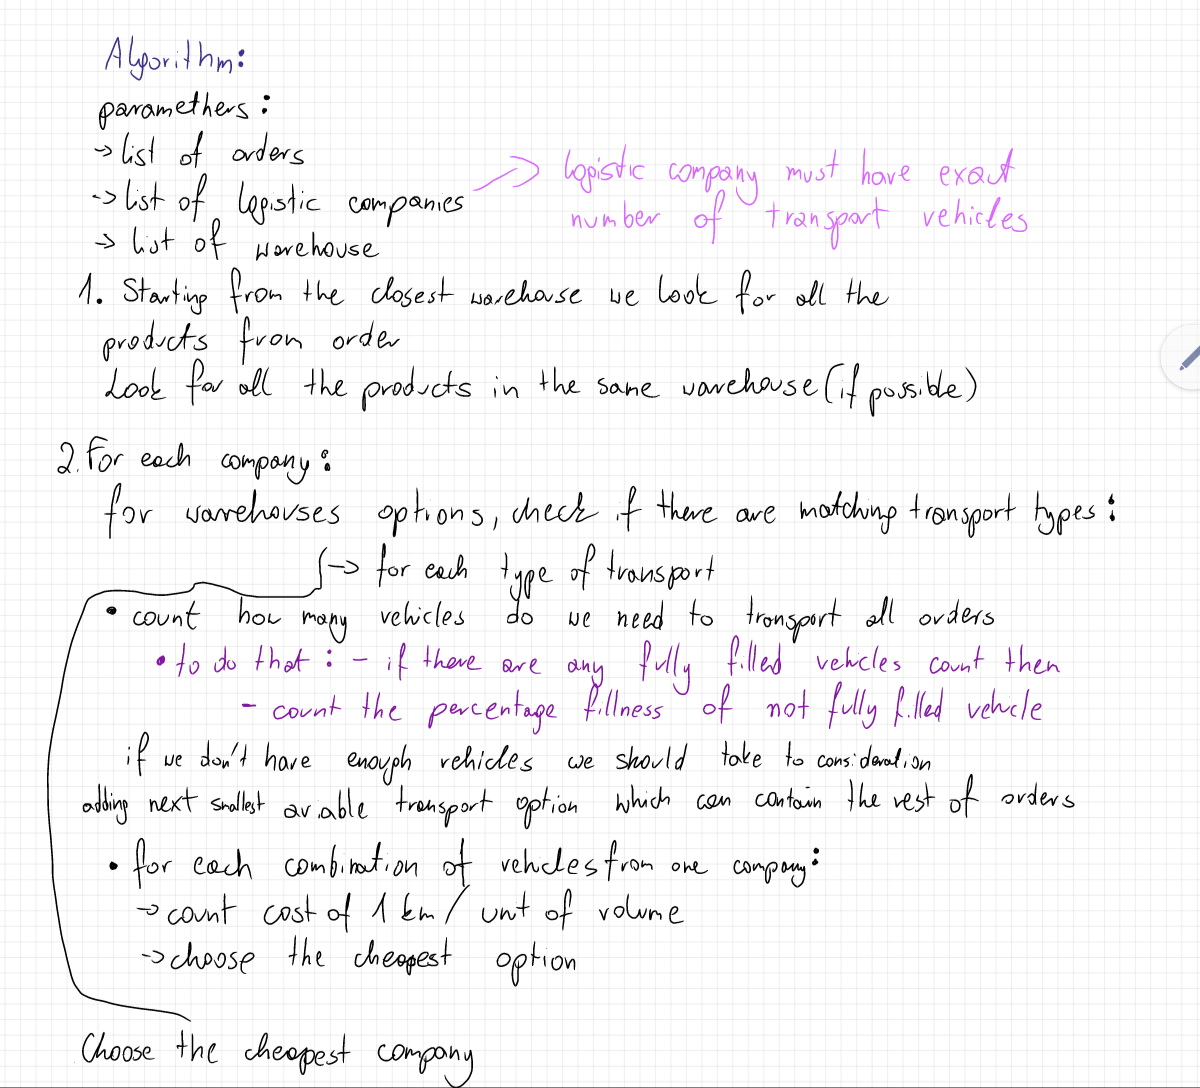 Algorithm:
paramethers:
-> list of orders
-> list of logistic companies
-> logistic company must have exact
number of transport vehicles
-> list of warehouse
1. Starting from the closest warehouse we look for all the
products from order
Look for all the products in the same warehouse (if possible)
2. For each company:
for warehouses options, check if there are matching transport types:
-> for each type of transport
• count how many vehicles do we need to transport all orders
• to do that: - if there are any fully filled vehicles count then
- count the percentage fillness of not fully filled vehicle
if we don't have enough vehicles we should take to consideration
adding next smallest avaiable transport option which can contain the rest of orders
• for each combination of vehicles from one company:
-> count cost of 1 km / unit of volume
-> choose the cheapest option
Choose the cheapest company